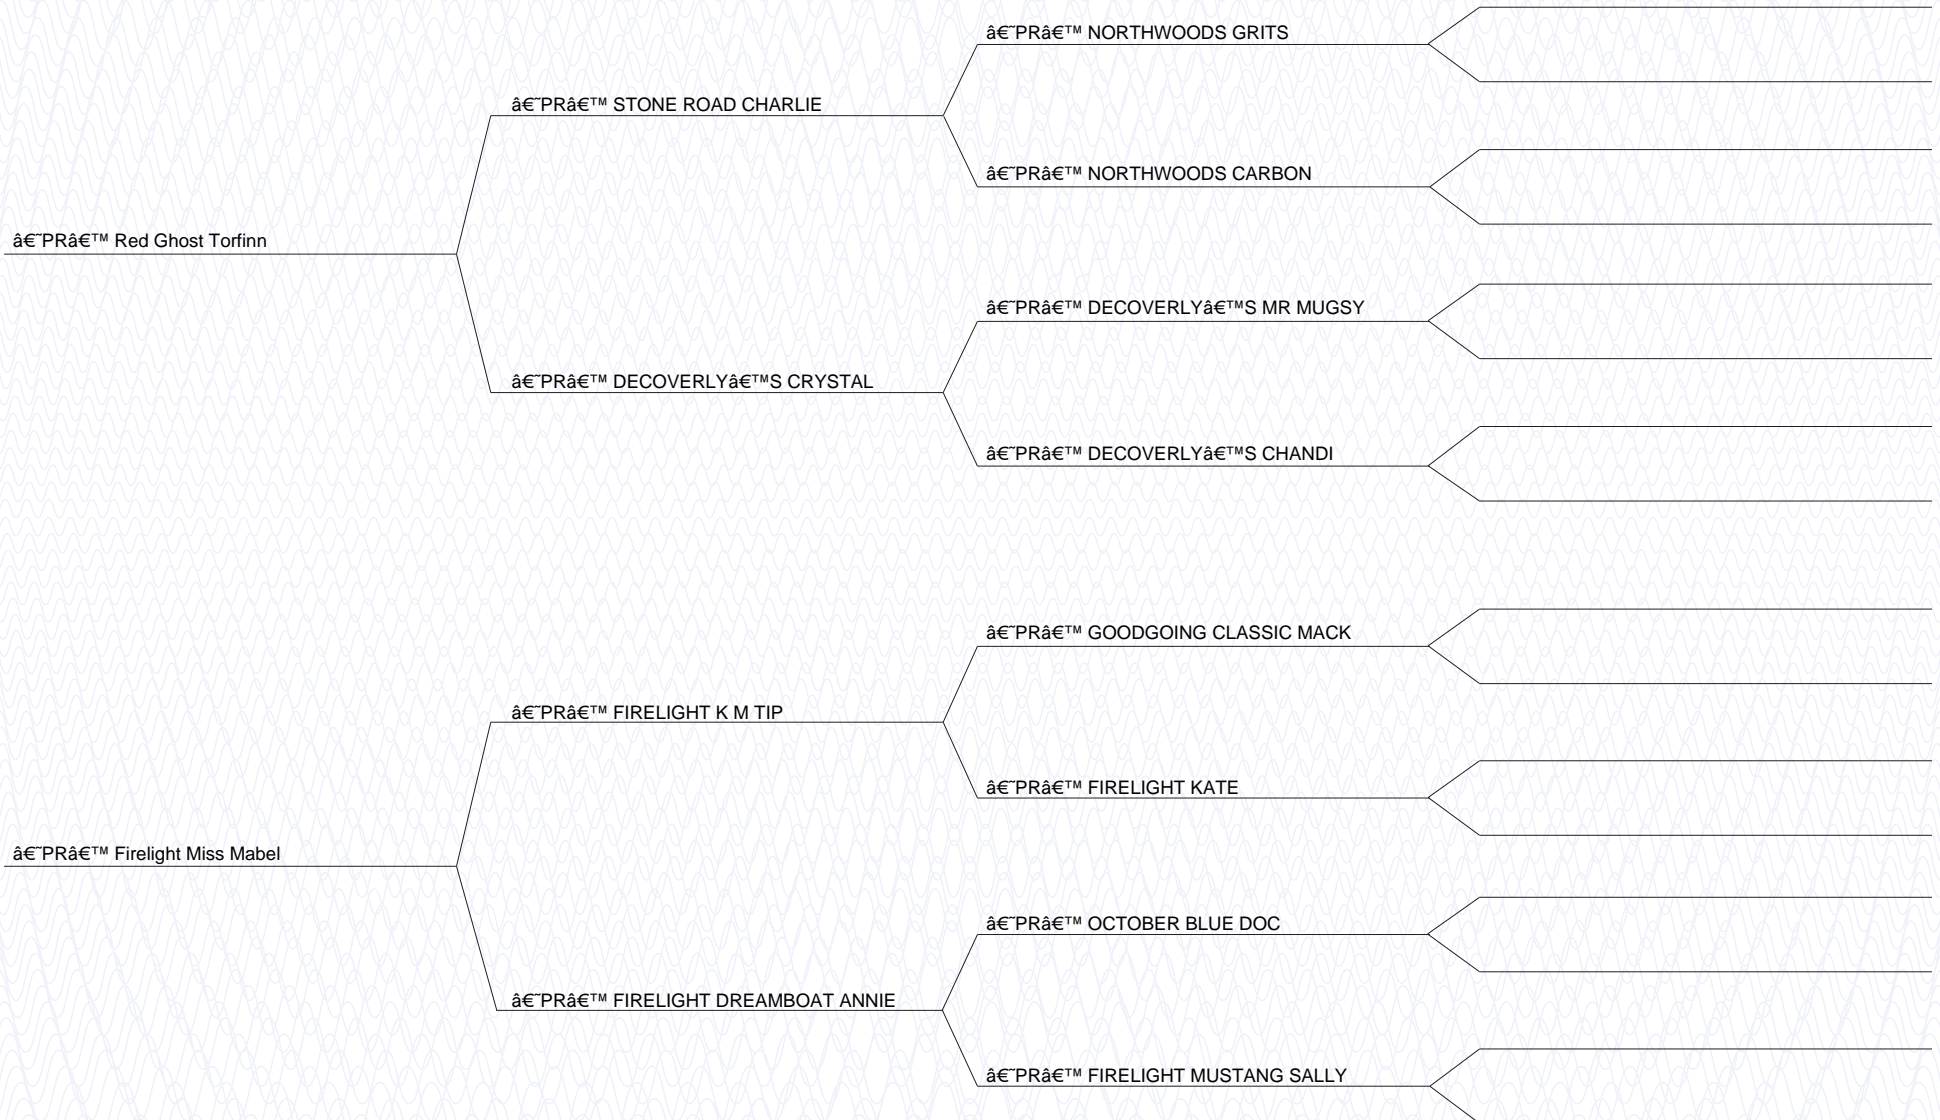 â€˜PRâ€™ NORTHWOODS GRITS
â€˜PRâ€™ STONE ROAD CHARLIE
â€˜PRâ€™ NORTHWOODS CARBON
â€˜PRâ€™ Red Ghost Torfinn
â€˜PRâ€™ DECOVERLYâ€™S MR MUGSY
â€˜PRâ€™ DECOVERLYâ€™S CRYSTAL
â€˜PRâ€™ DECOVERLYâ€™S CHANDI
â€˜PRâ€™ GOODGOING CLASSIC MACK
â€˜PRâ€™ FIRELIGHT K M TIP
â€˜PRâ€™ FIRELIGHT KATE
â€˜PRâ€™ Firelight Miss Mabel
â€˜PRâ€™ OCTOBER BLUE DOC
â€˜PRâ€™ FIRELIGHT DREAMBOAT ANNIE
â€˜PRâ€™ FIRELIGHT MUSTANG SALLY